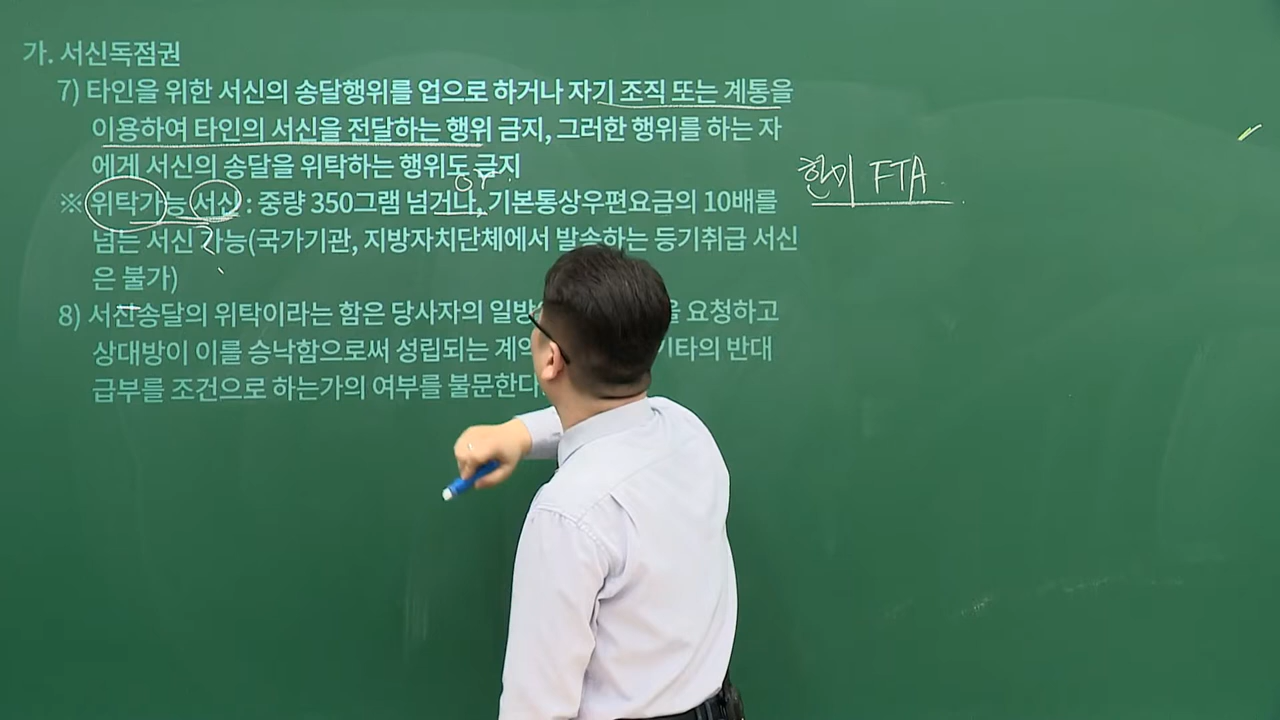 가. 서신독점권
7) 타인을 위한 서신의 송달행위를 업으로 하거나 자기 조직 또는 계통을
이용하여 타인의 서신을 전달하는 행위 금지, 그러한 행위를 하는 자
에게 서신의 송달을 위탁하는 행위도 금지
or
한미 FTA
※ 위탁가능 서신 : 중량 350그램 넘거나, 기본통상우편요금의 10배를
넘는 서신 가능(국가기관, 지방자치단체에서 발송하는 등기취급 서신
은 불가)
8) 서신송달의 위탁이라는 함은 당사자의 일방 요청하고
상대방이 이를 승낙함으로써 성립되는 계 기타의 반대
급부를 조건으로 하는가의 여부를 불문한다.